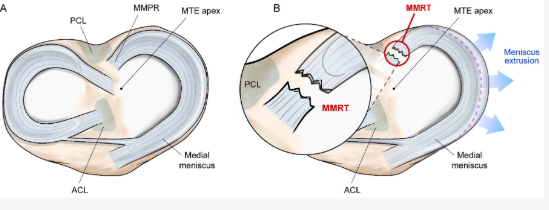 A
PCL
MMPR
MTE apex
ACL
Medial
meniscus
B
MMRT
MTE apex
PCL
MMRT
Meniscus
extrusion
ACL
Medial
meniscus